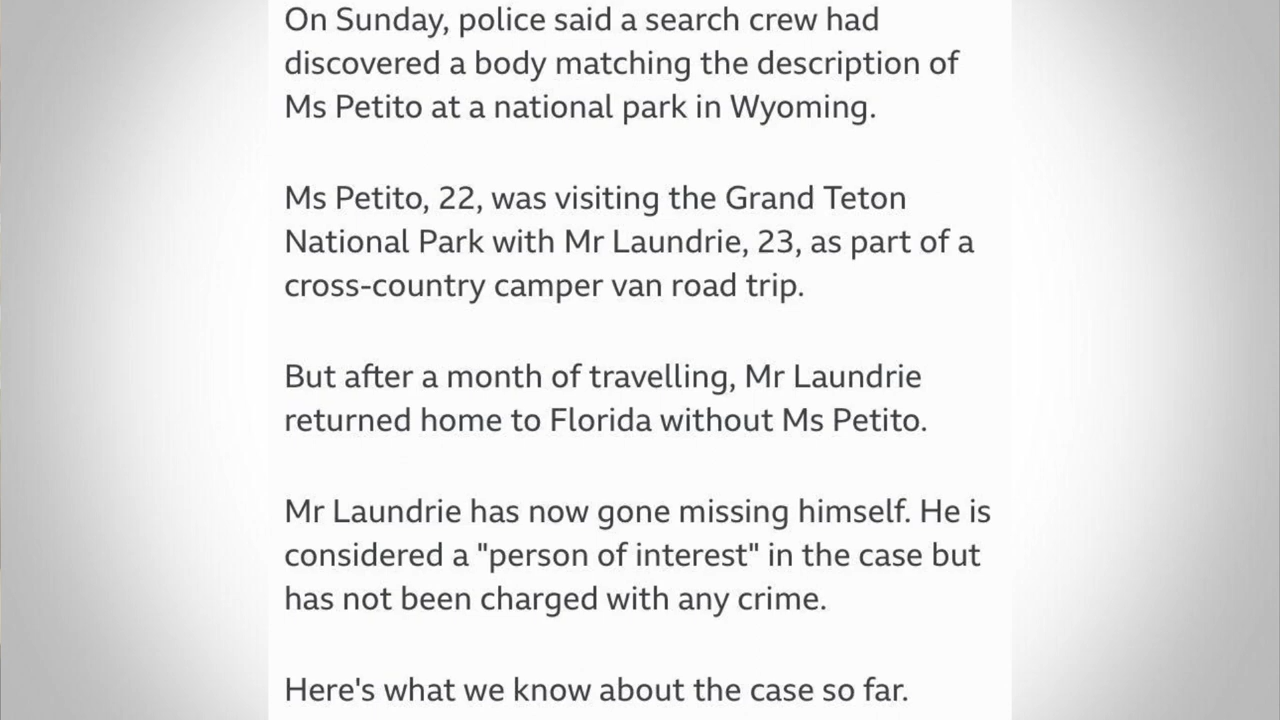 On Sunday, police said a search crew had
discovered a body matching the description of
Ms Petito at a national park in Wyoming.
Ms Petito, 22, was visiting the Grand Teton
National Park with Mr Laundrie, 23, as part of a
cross-country camper van road trip.
But after a month of travelling, Mr Laundrie
returned home to Florida without Ms Petito.
Mr Laundrie has now gone missing himself. He is
considered a "person of interest" in the case but
has not been charged with any crime.
Here's what we know about the case so far.